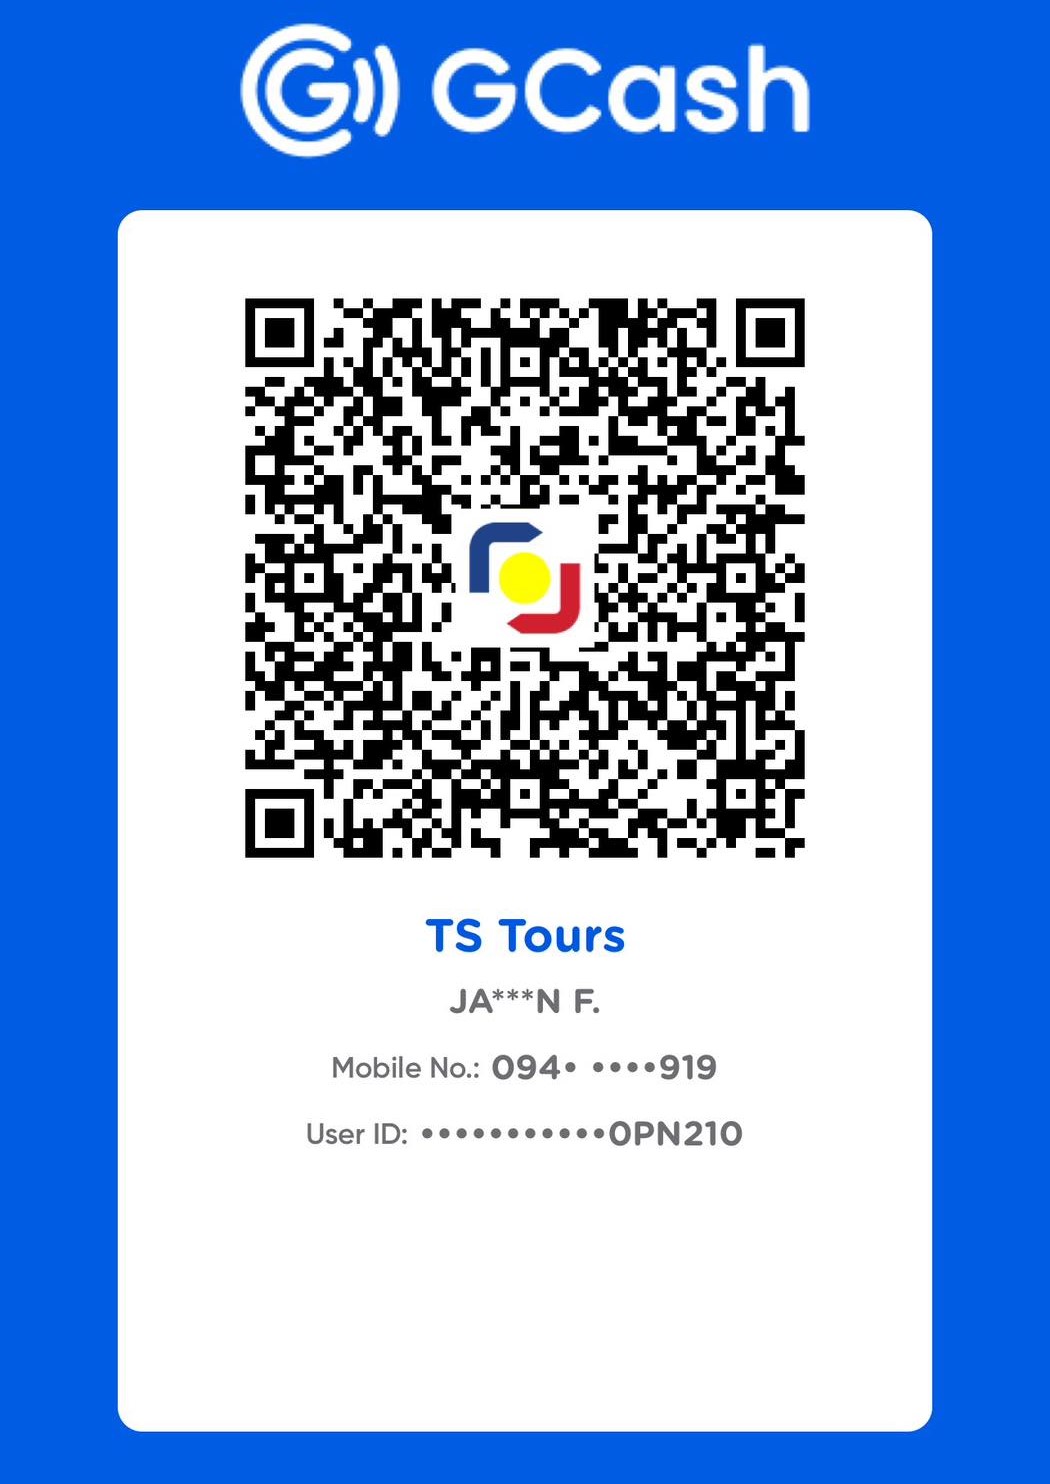 GCash
TS Tours
JA***N F.
Mobile No.: 094• ••••919
User ID: •••••••••••0PN210